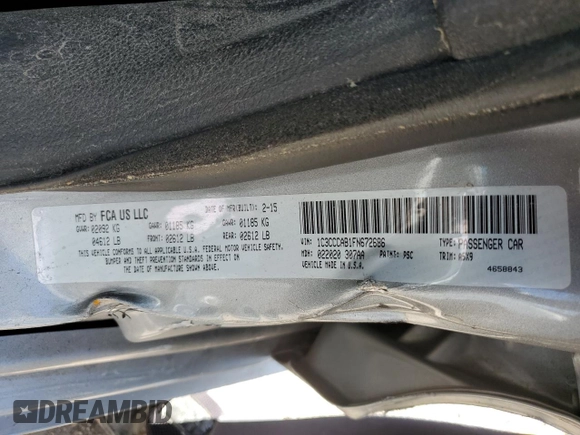 MFD BY FCA US LLC
DATE OF MFR(BUILT): 2-15
GVWR: 02092 KG
04612 LB
GAWR: 01185 KG
FRONT: 02612 LB
GAWR: 01185 KG
REAR: 02612 LB
THIS VEHICLE CONFORMS TO ALL APPLICABLE U.S.A. FEDERAL MOTOR VEHICLE SAFETY,
BUMPER AND THEFT PREVENTION STANDARDS IN EFFECT ON
THE DATE OF MANUFACTURE SHOWN ABOVE.
VIN: 1C3CCCAB1FN672686
TYPE: PASSENGER CAR
MDH: 022020 307AA
PAINT: PSC
TRIM: A5X9
VEHICLE MADE IN U.S.A.
4658843
DREAMBID